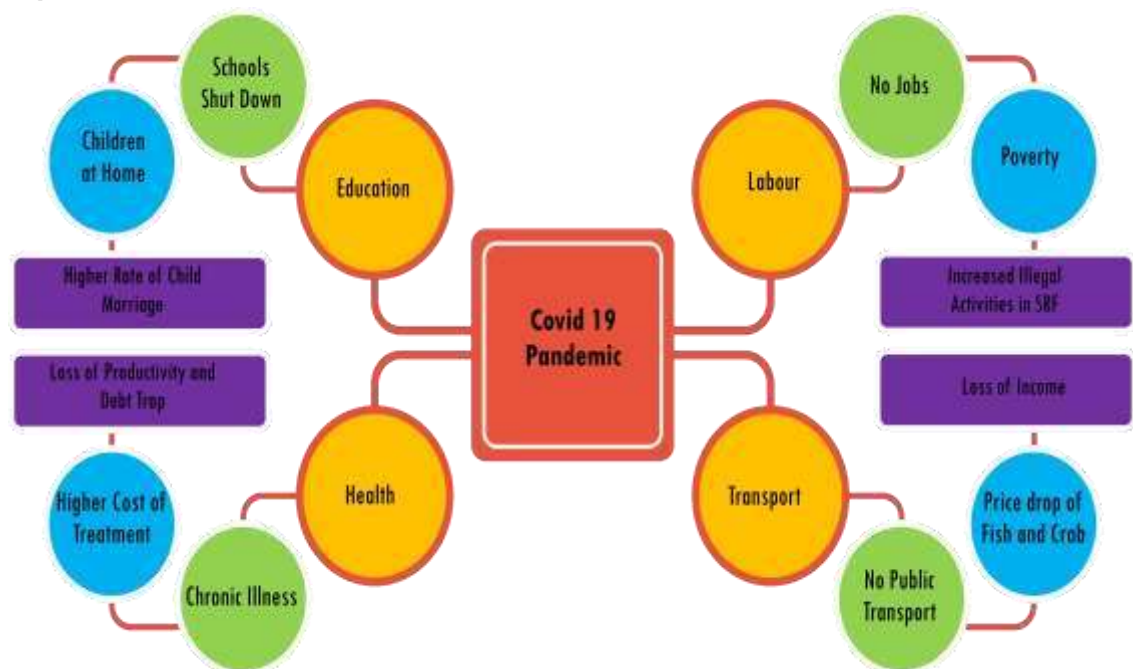 Schools
Shut Down
Children
at Home
Education
Higher Rate of Child
Marriage
No Jobs
Labour
Poverty
Increased Illegal
Activities in SRF
Covid 19
Pandemic
Loss of Productivity and
Debt Trap
Health
Higher Cost of
Treatment
Chronic Illness
Loss of Income
Transport
Price drop of
Fish and Crab
No Public
Transport